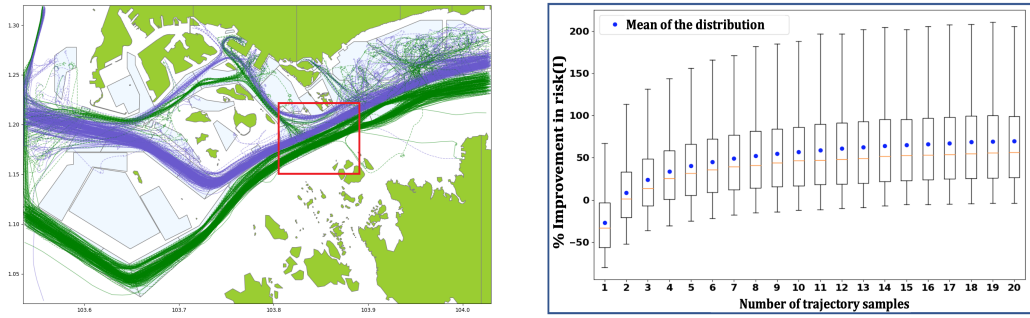 1.30
1.25
1.20
1.15
1.10
1.05
103.6 103.7 103.8 103.9 104.0
Mean of the distribution
% Improvement in risk(I)
200
150
100
50
0
−50
1 2 3 4 5 6 7 8 9 10 11 12 13 14 15 16 17 18 19 20
Number of trajectory samples